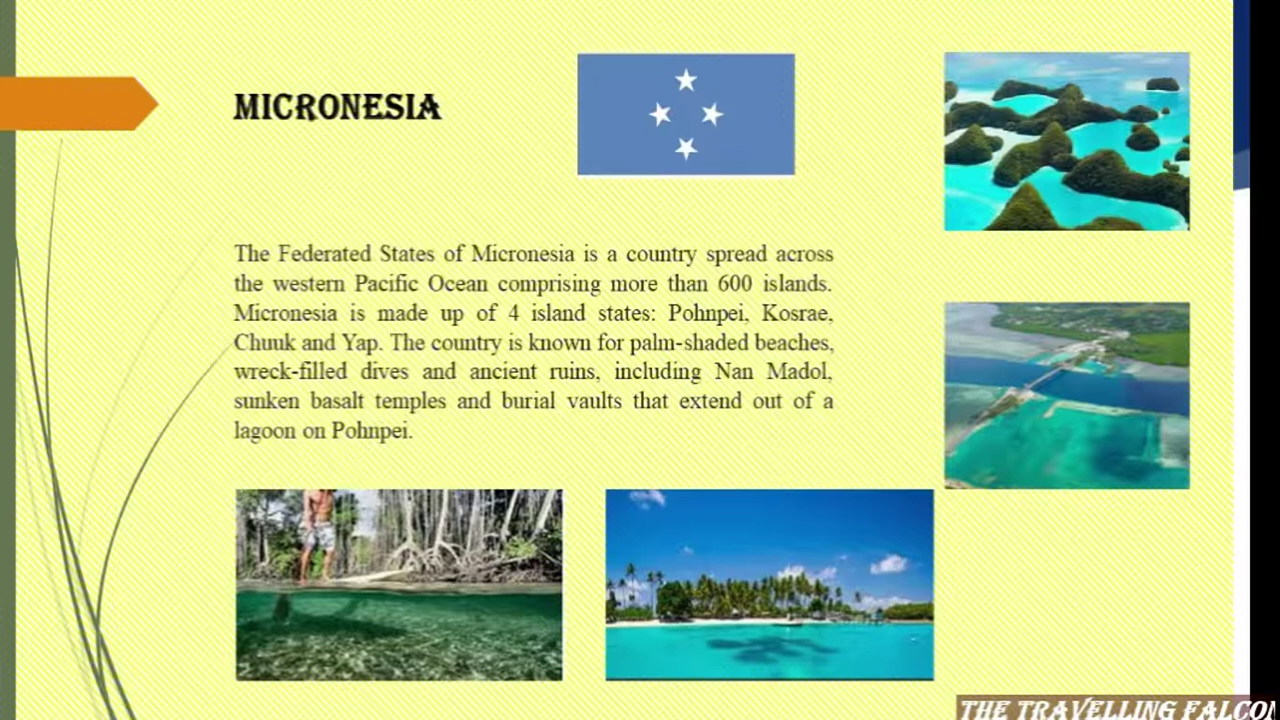 MICRONESIA
The Federated States of Micronesia is a country spread across
the western Pacific Ocean comprising more than 600 islands.
Micronesia is made up of 4 island states: Pohnpei, Kosrae,
Chuuk and Yap. The country is known for palm-shaded beaches,
wreck-filled dives and ancient ruins, including Nan Madol,
sunken basalt temples and burial vaults that extend out of a
lagoon on Pohnpei.
THE TRAVELLING FALCON